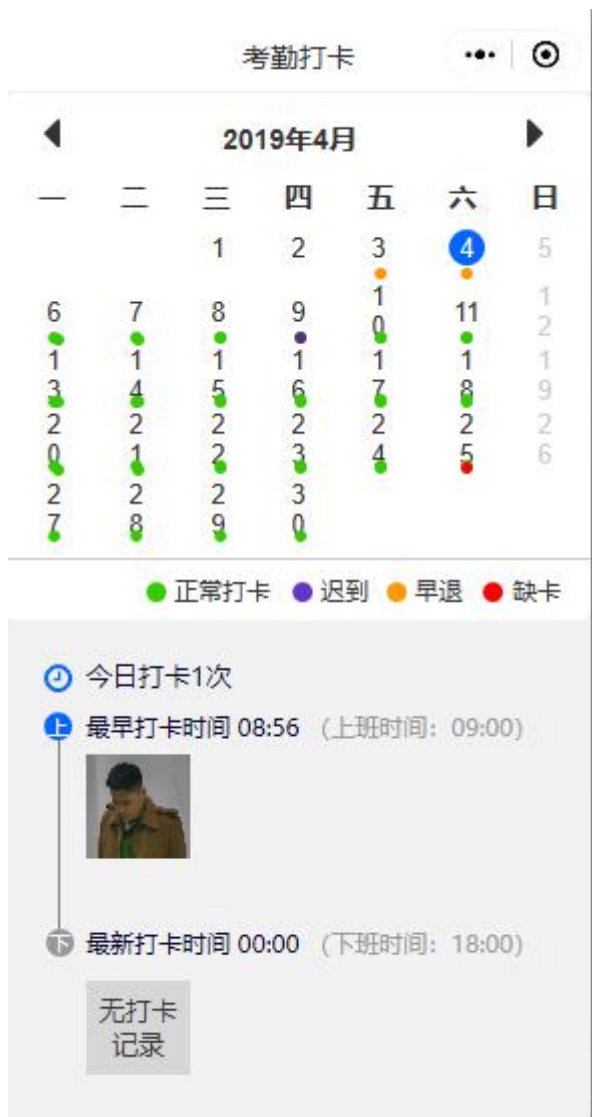 考勤打卡
2019年4月
一 二 三 四 五 六 日
1 2 3 4 5
6 7 8 9 10 11 12
13 14 15 16 17 18 19
20 21 22 23 24 25 26
27 28 29 30
正常打卡 迟到 早退 缺卡
今日打卡1次
上 最早打卡时间 08:56 (上班时间：09:00)
下 最新打卡时间 00:00 (下班时间：18:00)
无打卡
记录